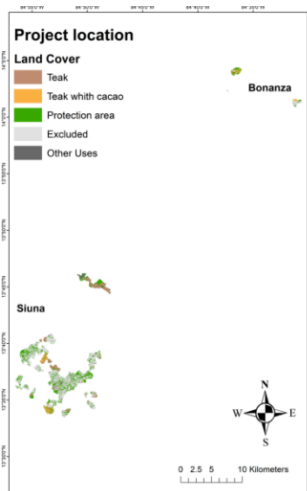 Project location
Land Cover
Teak
Teak whith cacao
Protection area
Excluded
Other Uses
Bonanza
Siuna
N
W E
S
0 2.5 5 10 Kilometers